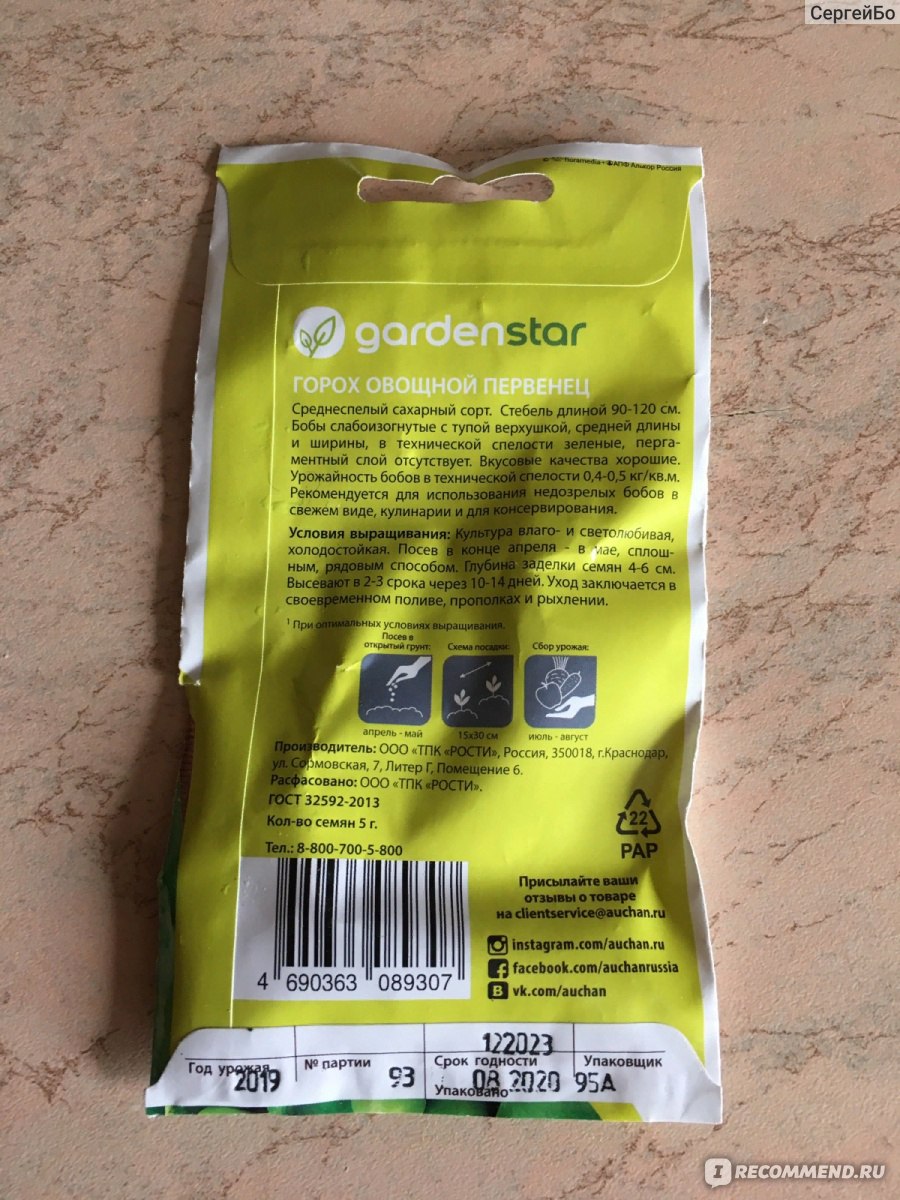 СергейБо
АПФ Алькор Россия
gardenstar
ГОРОХ ОВОЩНОЙ ПЕРВЕНЕЦ
Среднеспелый сахарный сорт. Стебель длиной 90-120 см.
Бобы слабоизогнутые с тупой верхушкой, средней длины
и ширины, в технической спелости зеленые, перга-
ментный слой отсутствует. Вкусовые качества хорошие.
Урожайность бобов в технической спелости 0,4-0,5 кг/кв.м.
Рекомендуется для использования недозрелых бобов в
свежем виде, кулинарии и для консервирования.
Условия выращивания: Культура влаго- и светолюбивая,
холодостойкая. Посев в конце апреля - в мае, сплош-
ным, рядовым способом. Глубина заделки семян 4-6 см.
Высевают в 2-3 срока через 10-14 дней. Уход заключается в
своевременном поливе, прополках и рыхлении.
¹ При оптимальных условиях выращивания.
Посев в
открытый грунт:
Схема посадки:
Сбор урожая:
апрель - май
15х30 см
июль - август
Производитель: ООО «ТПК «РОСТИ», Россия, 350018, г.Краснодар,
ул. Сормовская, 7, Литер Г, Помещение 6.
Расфасовано: ООО «ТПК «РОСТИ».
ГОСТ 32592-2013
Кол-во семян 5 г.
Тел.: 8-800-700-5-800
22
PAP
Присылайте ваши
отзывы о товаре
на clientservice@auchan.ru
instagram.com/auchan.ru
facebook.com/auchanrussia
vk.com/auchan
4 690363 089307
Год урожая
2019
№ партии
93
122023
Срок годности
08 2020
Упаковано
Упаковщик
95А
IRECOMMEND.RU